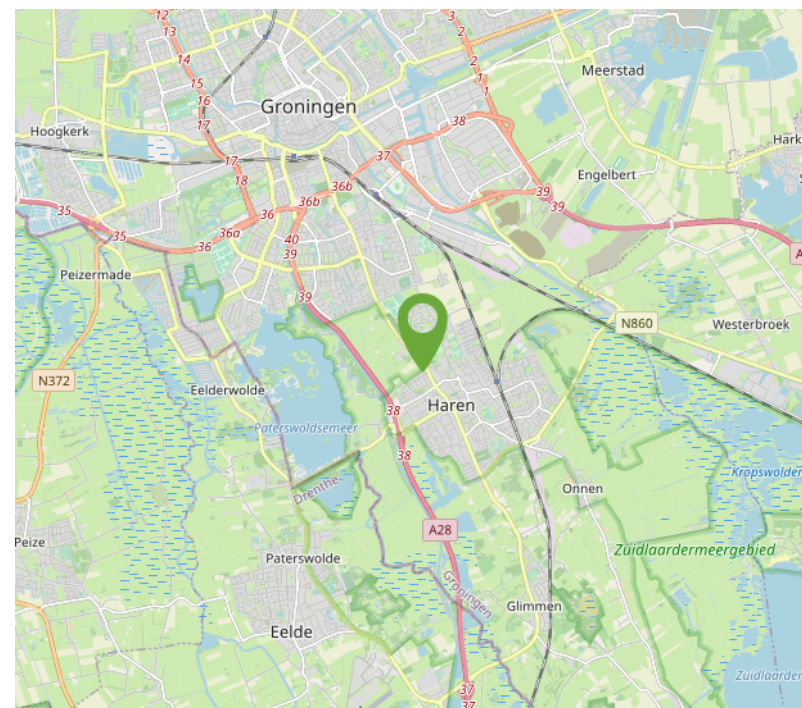 12
13
3
2
14
2
1
Meerstad
15
1
16
Groningen
17
38
Hoogkerk
Hark
17
37
18
36b
Engelbert
39
35
36
36b
39
35
36a
40
36
39
A
Peizermade
39
N860
Westerbroek
N372
Eelderwolde
Haren
38
Paterswoldsemeer
38
Kropswolder
Drenthe
Onnen
A28
Peize
Zuidlaardermeergebied
Paterswolde
Groningen
Glimmen
Eelde
Zuidlaarder
37
37